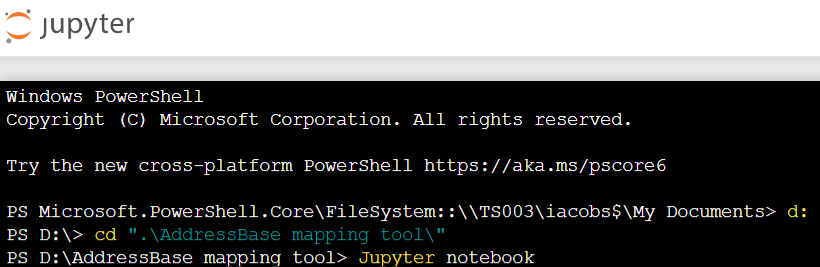 jupyter
Windows PowerShell
Copyright (C) Microsoft Corporation. All rights reserved.
Try the new cross-platform PowerShell https://aka.ms/pscore6
PS Microsoft.PowerShell.Core\FileSystem::\\TS003\iacobs$\My Documents> d:
PS D:\> cd ".\AddressBase mapping tool\"
PS D:\AddressBase mapping tool> Jupyter notebook